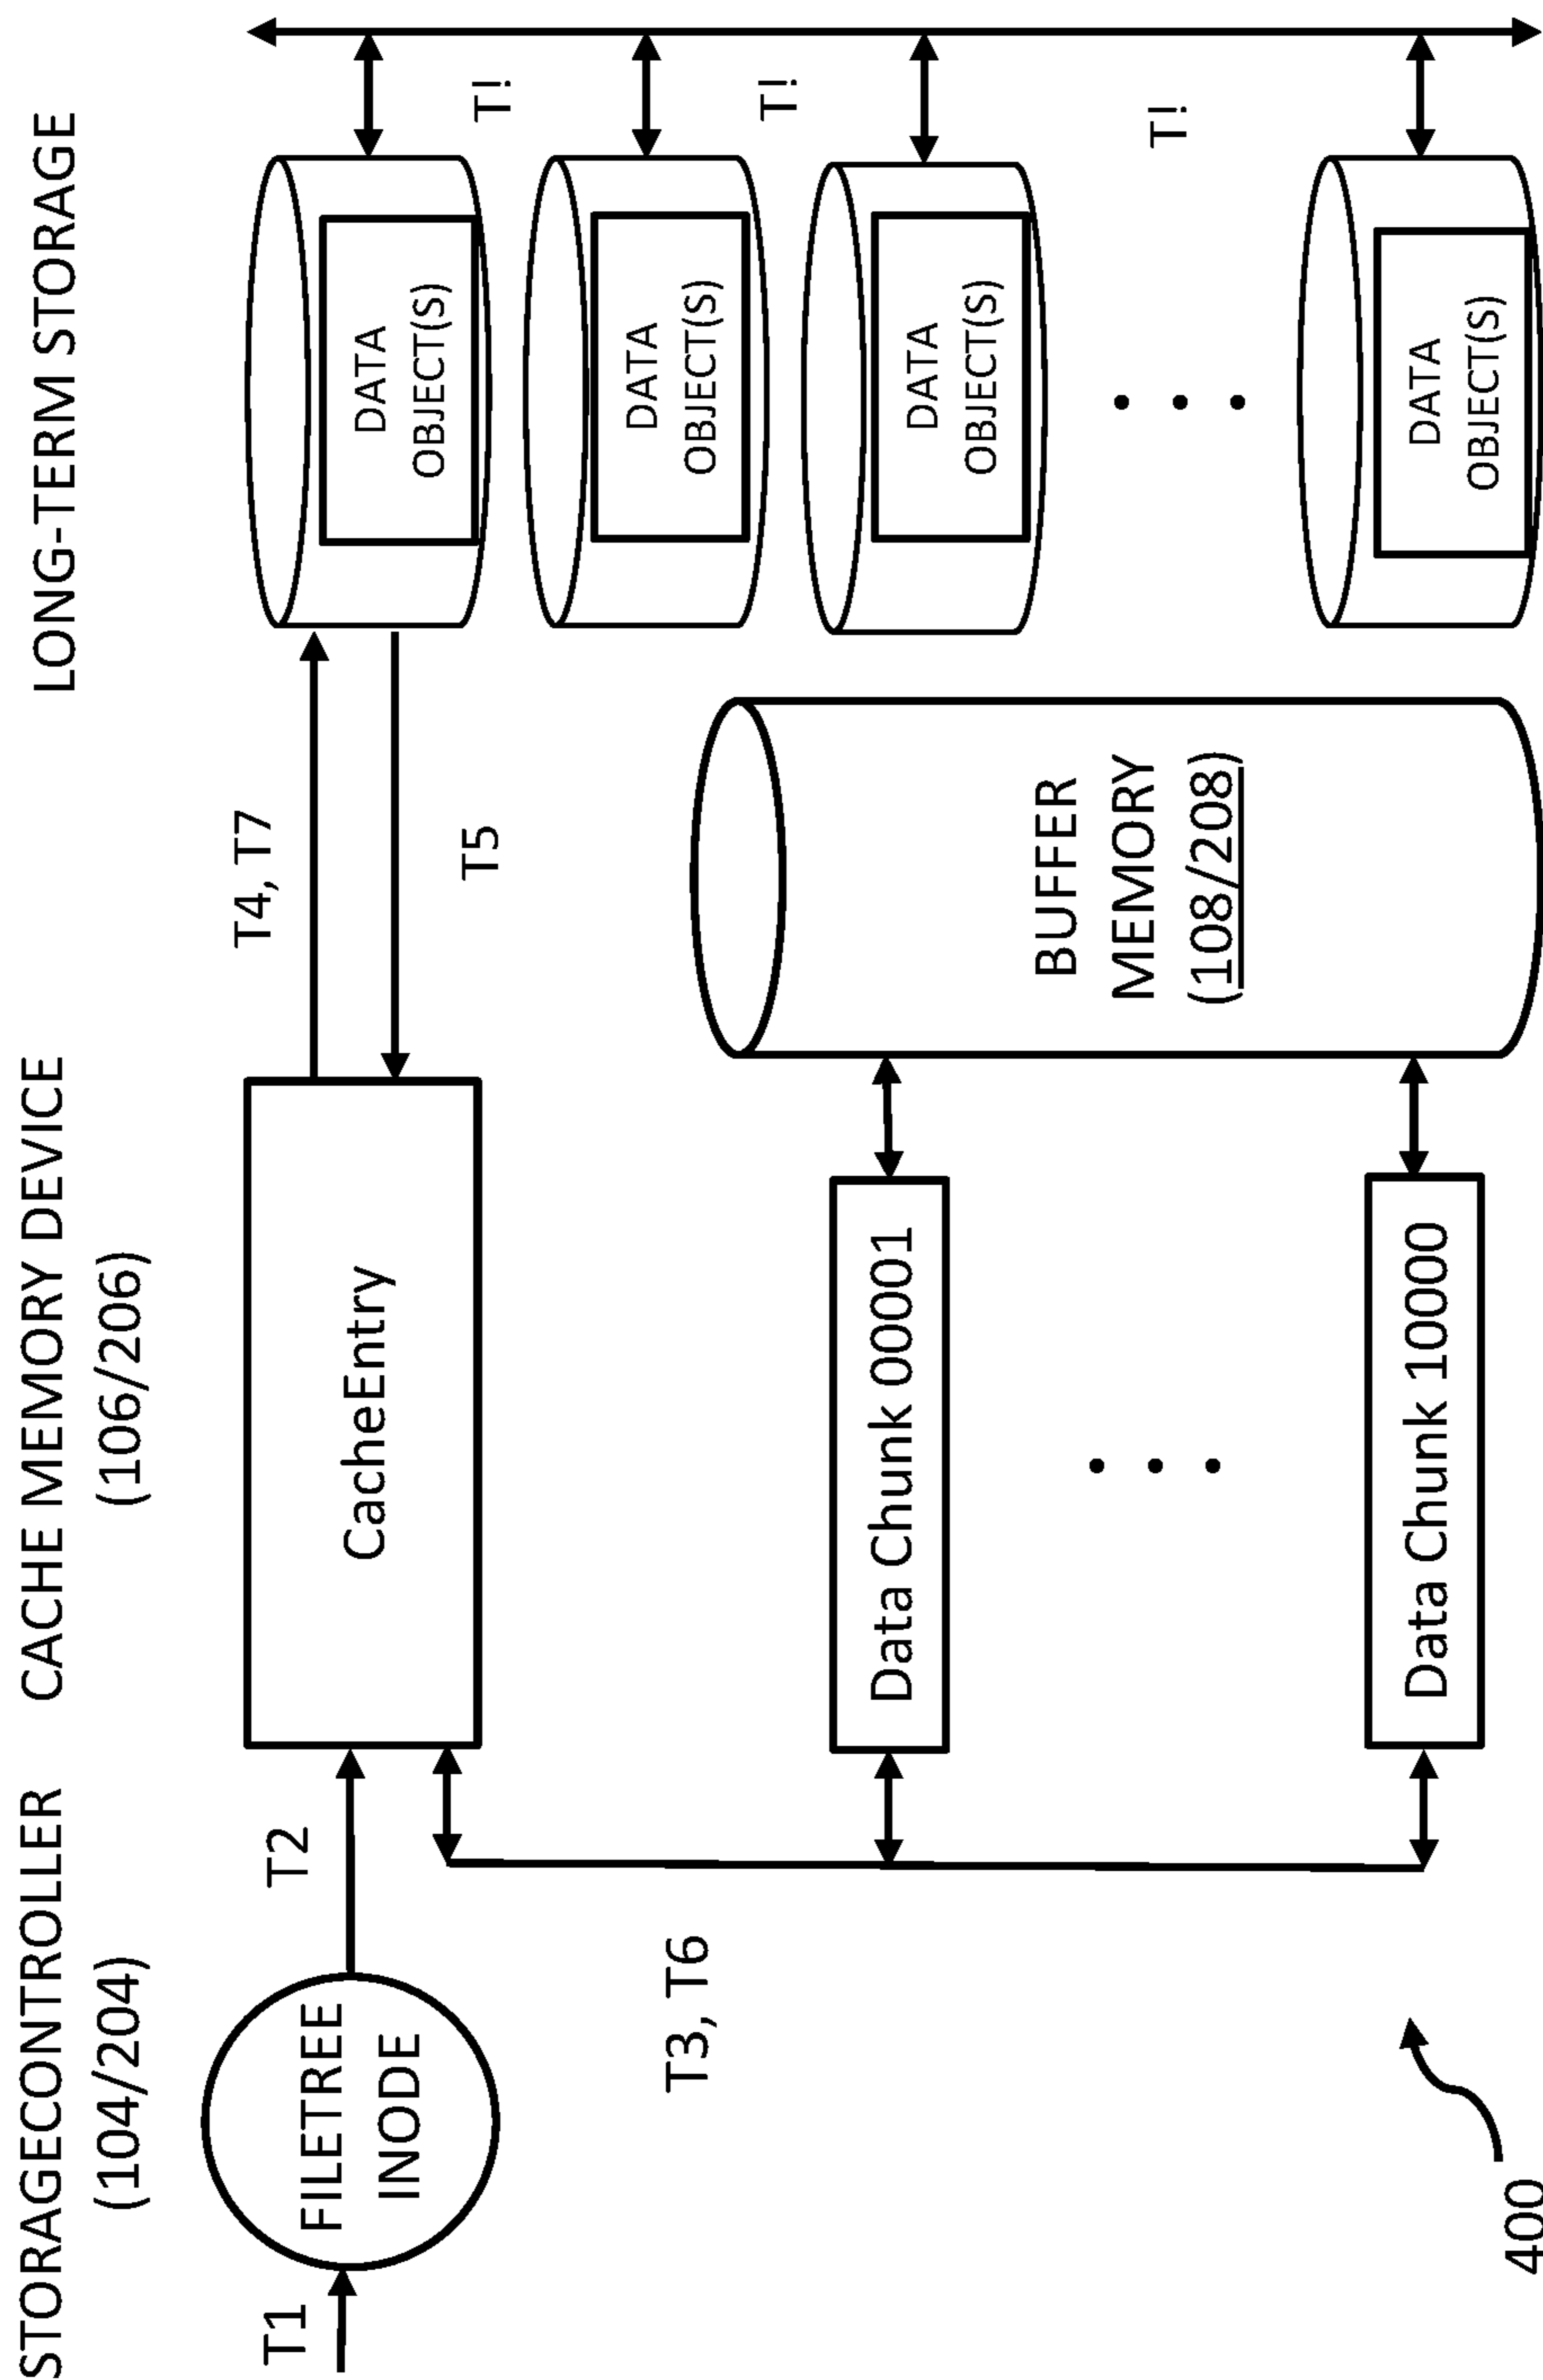 STORAGECONTROLLER
(104/204)
CACHE MEMORY DEVICE
(106/206)
LONG-TERM STORAGE
T1
FILETREE
INODE
T2
CacheEntry
T4, T7
T5
DATA
OBJECT(S)
T!
DATA
OBJECT(S)
T!
DATA
OBJECT(S)
T!
DATA
OBJECT(S)
T3, T6
Data Chunk 00001
Data Chunk 10000
BUFFER
MEMORY
(108/208)
400